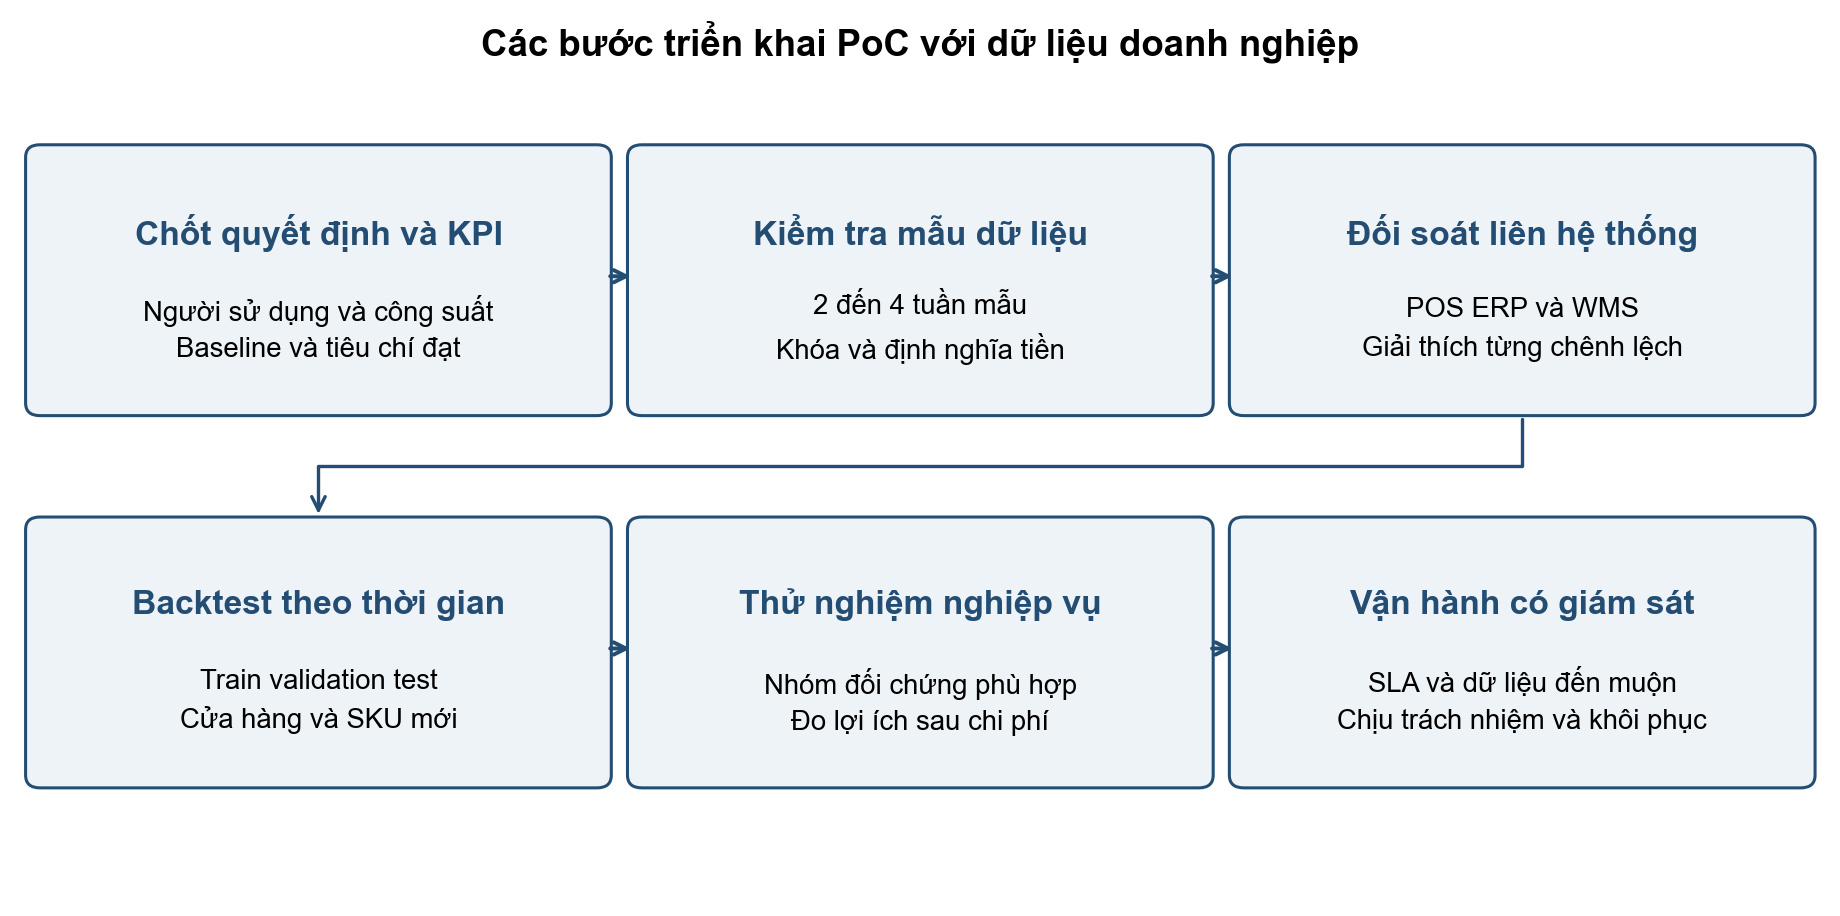 Các bước triển khai PoC với dữ liệu doanh nghiệp
Chốt quyết định và KPI
Người sử dụng và công suất
Baseline và tiêu chí đạt
Kiểm tra mẫu dữ liệu
2 đến 4 tuần mẫu
Khóa và định nghĩa tiền
Đối soát liên hệ thống
POS ERP và WMS
Giải thích từng chênh lệch
Backtest theo thời gian
Train validation test
Cửa hàng và SKU mới
Thử nghiệm nghiệp vụ
Nhóm đối chứng phù hợp
Đo lợi ích sau chi phí
Vận hành có giám sát
SLA và dữ liệu đến muộn
Chịu trách nhiệm và khôi phục